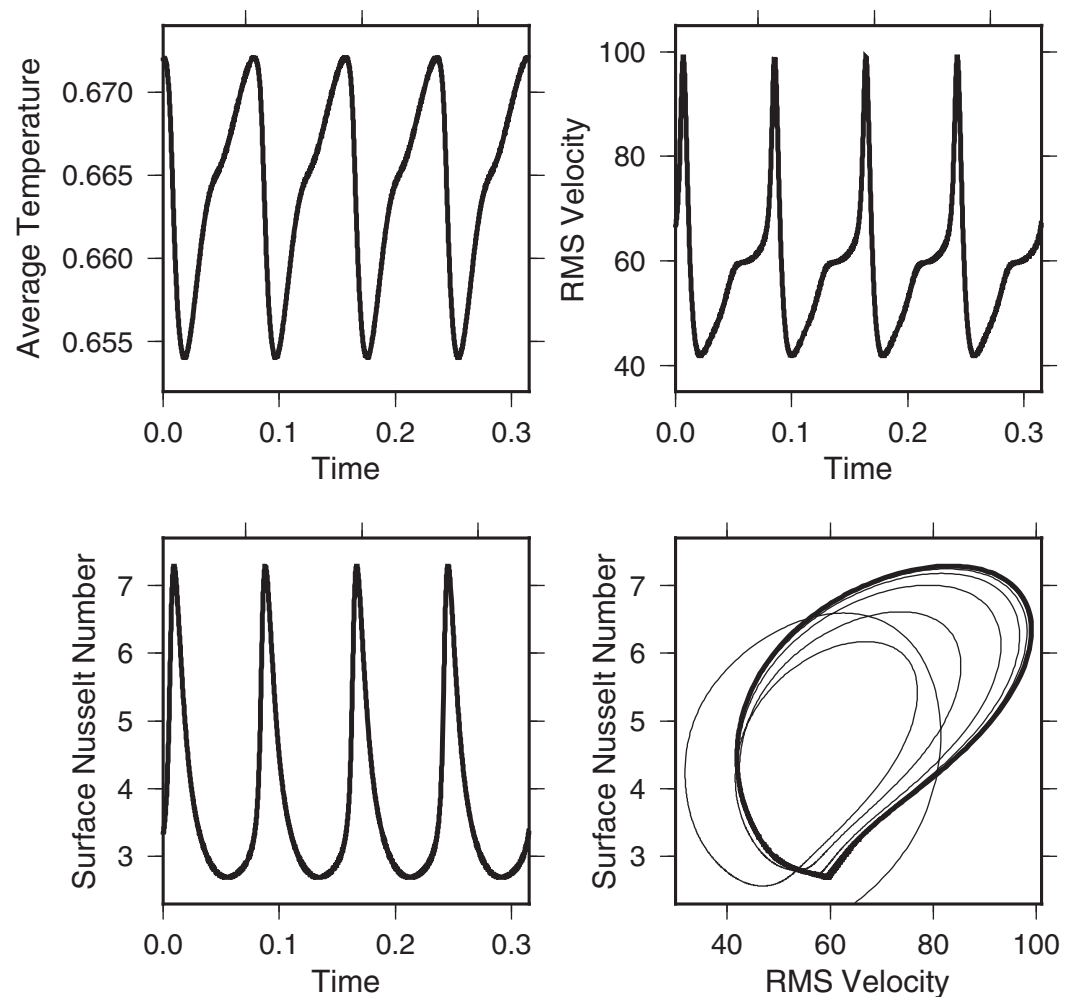 Average Temperature
0.670
0.665
0.660
0.655
0.0 0.1 0.2 0.3
Time
RMS Velocity
100
80
60
40
0.0 0.1 0.2 0.3
Time
Surface Nusselt Number
7
6
5
4
3
0.0 0.1 0.2 0.3
Time
Surface Nusselt Number
7
6
5
4
3
40 60 80 100
RMS Velocity